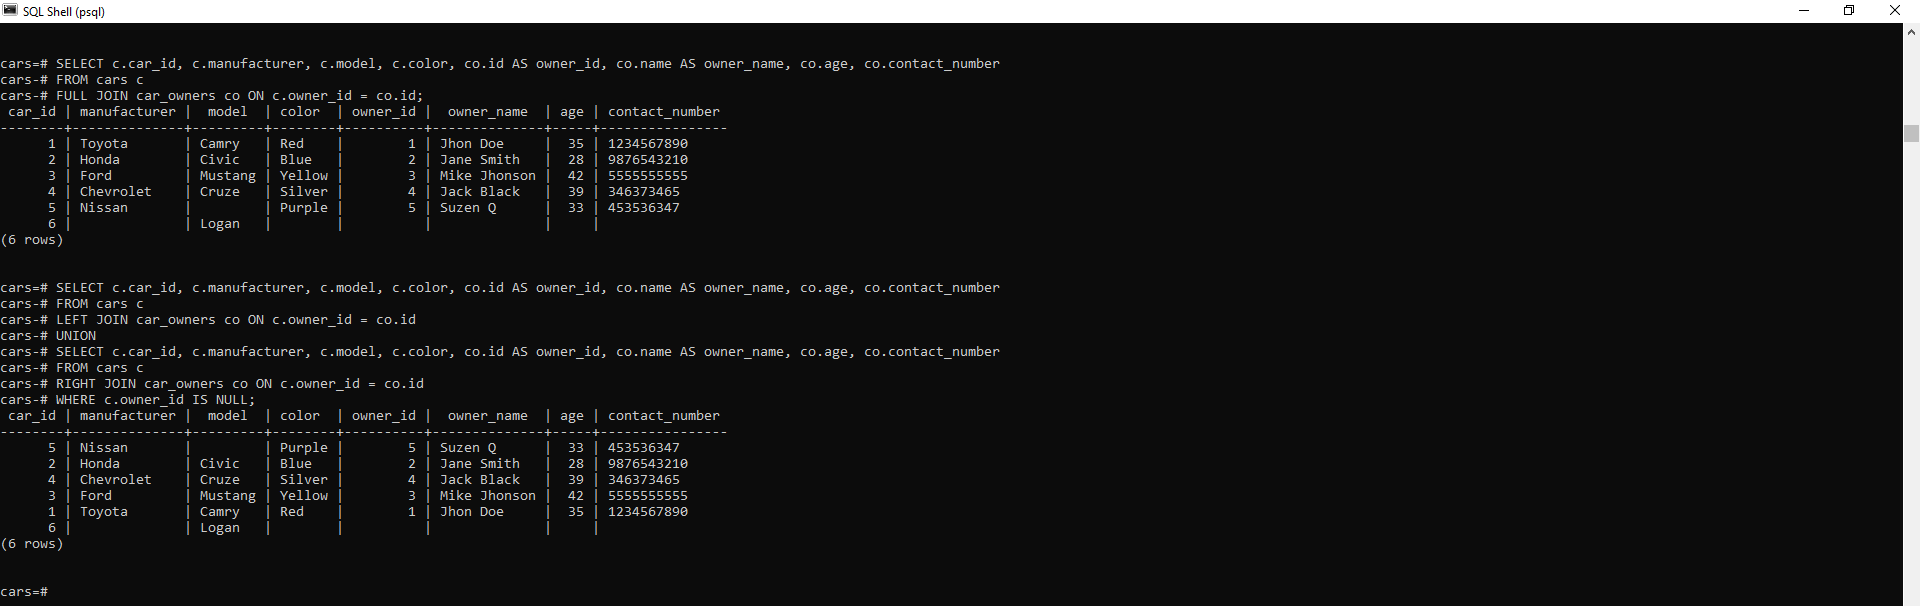 SQL Shell (psql)
cars=# SELECT c.car_id, c.manufacturer, c.model, c.color, co.id AS owner_id, co.name AS owner_name, co.age, co.contact_number
cars-# FROM cars c
cars-# FULL JOIN car_owners co ON c.owner_id = co.id;
 car_id | manufacturer |  model  | color  | owner_id |  owner_name  | age | contact_number
--------+--------------+---------+--------+----------+--------------+-----+----------------
      1 | Toyota       | Camry   | Red    |        1 | Jhon Doe     |  35 | 1234567890
      2 | Honda        | Civic   | Blue   |        2 | Jane Smith   |  28 | 9876543210
      3 | Ford         | Mustang | Yellow |        3 | Mike Jhonson |  42 | 5555555555
      4 | Chevrolet    | Cruze   | Silver |        4 | Jack Black   |  39 | 346373465
      5 | Nissan       |         | Purple |        5 | Suzen Q      |  33 | 453536347
      6 |              | Logan   |        |          |              |     |
(6 rows)
cars=# SELECT c.car_id, c.manufacturer, c.model, c.color, co.id AS owner_id, co.name AS owner_name, co.age, co.contact_number
cars-# FROM cars c
cars-# LEFT JOIN car_owners co ON c.owner_id = co.id
cars-# UNION
cars-# SELECT c.car_id, c.manufacturer, c.model, c.color, co.id AS owner_id, co.name AS owner_name, co.age, co.contact_number
cars-# FROM cars c
cars-# RIGHT JOIN car_owners co ON c.owner_id = co.id
cars-# WHERE c.owner_id IS NULL;
 car_id | manufacturer |  model  | color  | owner_id |  owner_name  | age | contact_number
--------+--------------+---------+--------+----------+--------------+-----+----------------
      5 | Nissan       |         | Purple |        5 | Suzen Q      |  33 | 453536347
      2 | Honda        | Civic   | Blue   |        2 | Jane Smith   |  28 | 9876543210
      4 | Chevrolet    | Cruze   | Silver |        4 | Jack Black   |  39 | 346373465
      3 | Ford         | Mustang | Yellow |        3 | Mike Jhonson |  42 | 5555555555
      1 | Toyota       | Camry   | Red    |        1 | Jhon Doe     |  35 | 1234567890
      6 |              | Logan   |        |          |              |     |
(6 rows)
cars=#